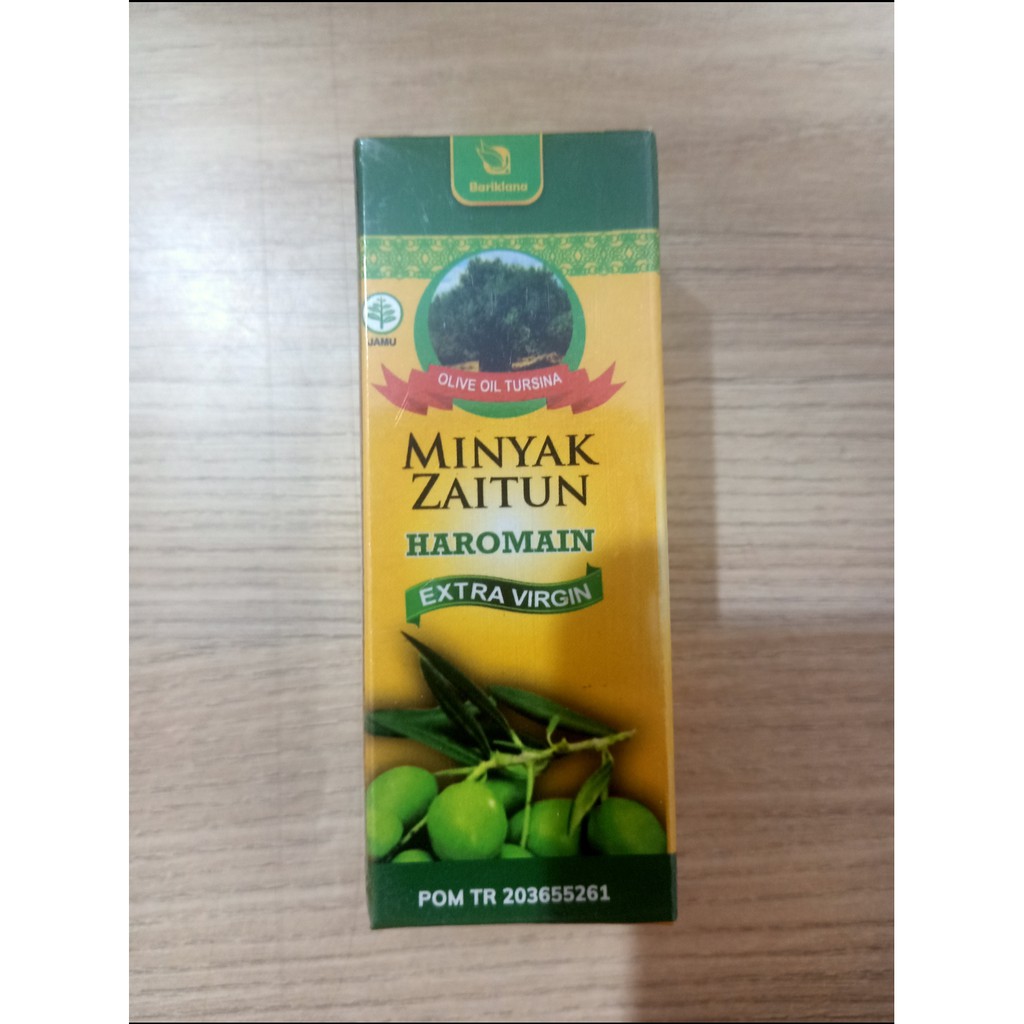 Bariklana
JAMU
OLIVE OIL TURSINA
MINYAK
ZAITUN
HAROMAIN
EXTRA VIRGIN
POM TR 203655261